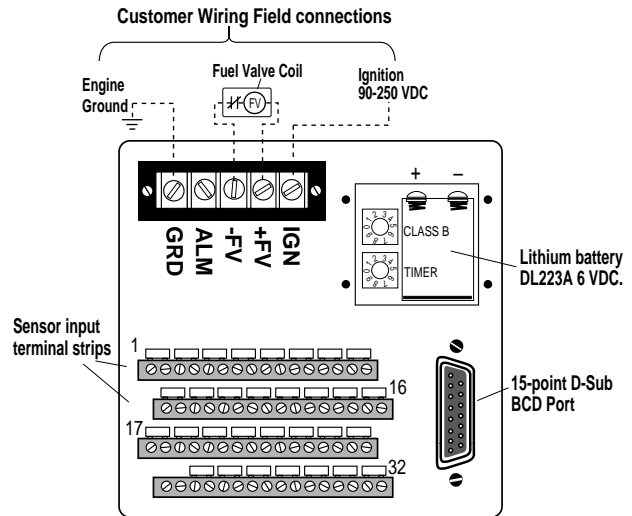 Customer Wiring Field connections
Engine
Ground
Fuel Valve Coil
FV
Ignition
90-250 VDC
GRD
ALM
-FV
+FV
IGN
+ −
CLASS B
TIMER
Lithium battery
DL223A 6 VDC.
Sensor input
terminal strips
1
16
17
32
15-point D-Sub
BCD Port